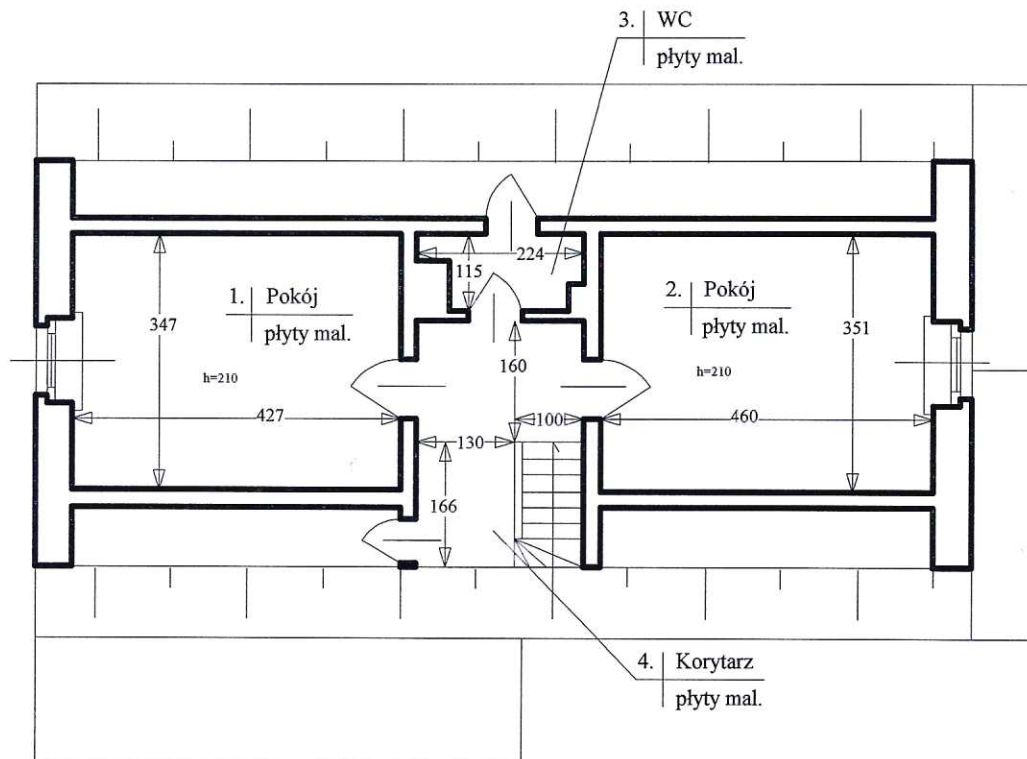 3. WC
płyty mal.
224
115
1. Pokój
płyty mal.
2. Pokój
płyty mal.
347
351
160
h=210
h=210
427
100
460
130
166
4. Korytarz
płyty mal.